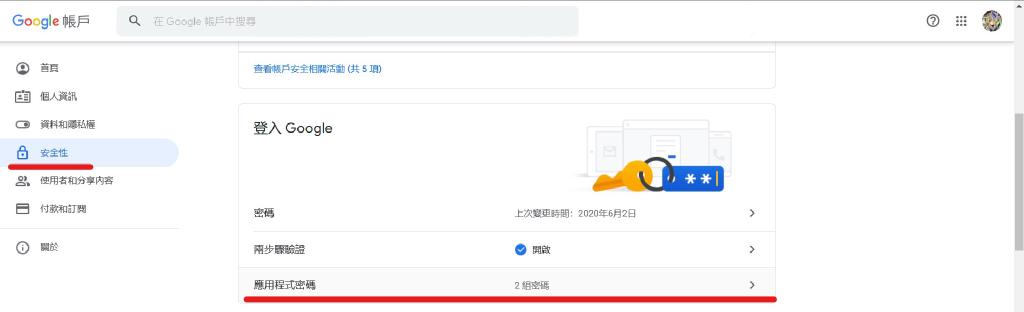 Google 帳戶
在 Google 帳戶中搜尋
首頁
個人資訊
資料和隱私權
安全性
使用者和分享內容
付款和訂閱
關於
查看帳戶安全相關活動 (共 5 項)
登入 Google
**
密碼 上次變更時間：2020年6月2日
兩步驟驗證 開啟
應用程式密碼 2 組密碼